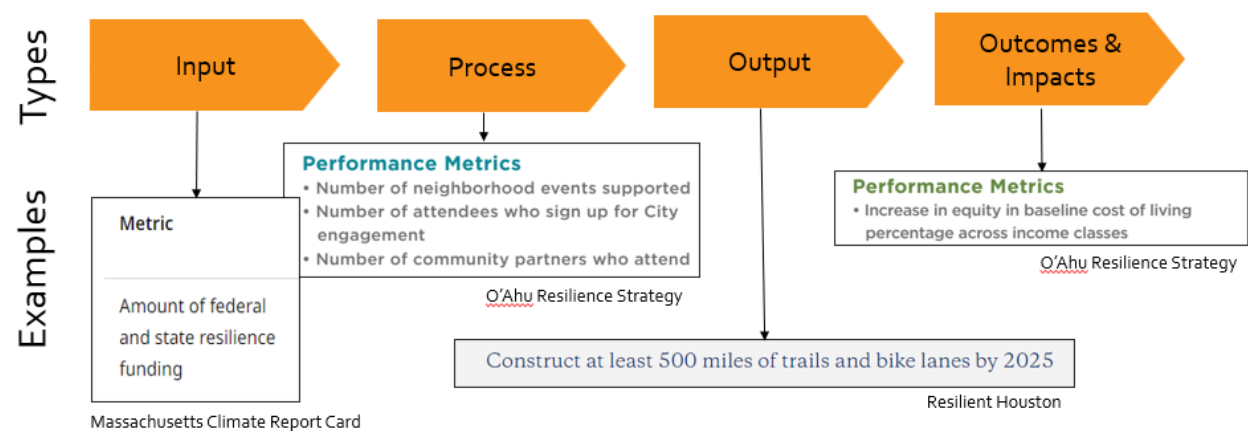 Types
Input
Process
Output
Outcomes &
Impacts
Examples
Metric
Amount of federal
and state resilience
funding
Massachusetts Climate Report Card
Performance Metrics
• Number of neighborhood events supported
• Number of attendees who sign up for City
engagement
• Number of community partners who attend
O’Ahu Resilience Strategy
Construct at least 500 miles of trails and bike lanes by 2025
Resilient Houston
Performance Metrics
• Increase in equity in baseline cost of living
percentage across income classes
O’Ahu Resilience Strategy